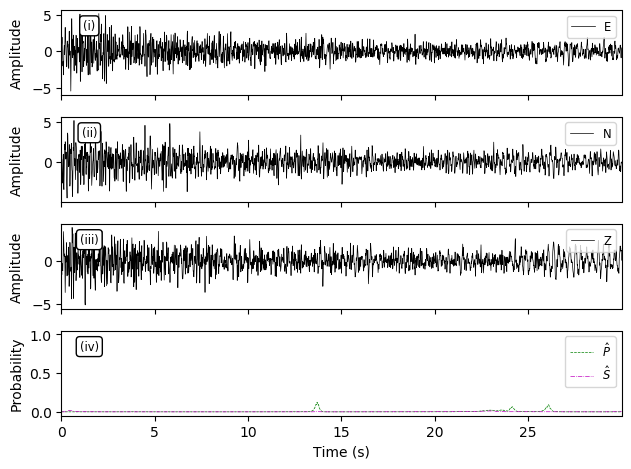 5
0
−5
Amplitude
(i)
E
5
0
Amplitude
(ii)
N
0
−5
Amplitude
(iii)
Z
1.0
0.5
0.0
Probability
(iv)
P̂
Ŝ
0 5 10 15 20 25
Time (s)